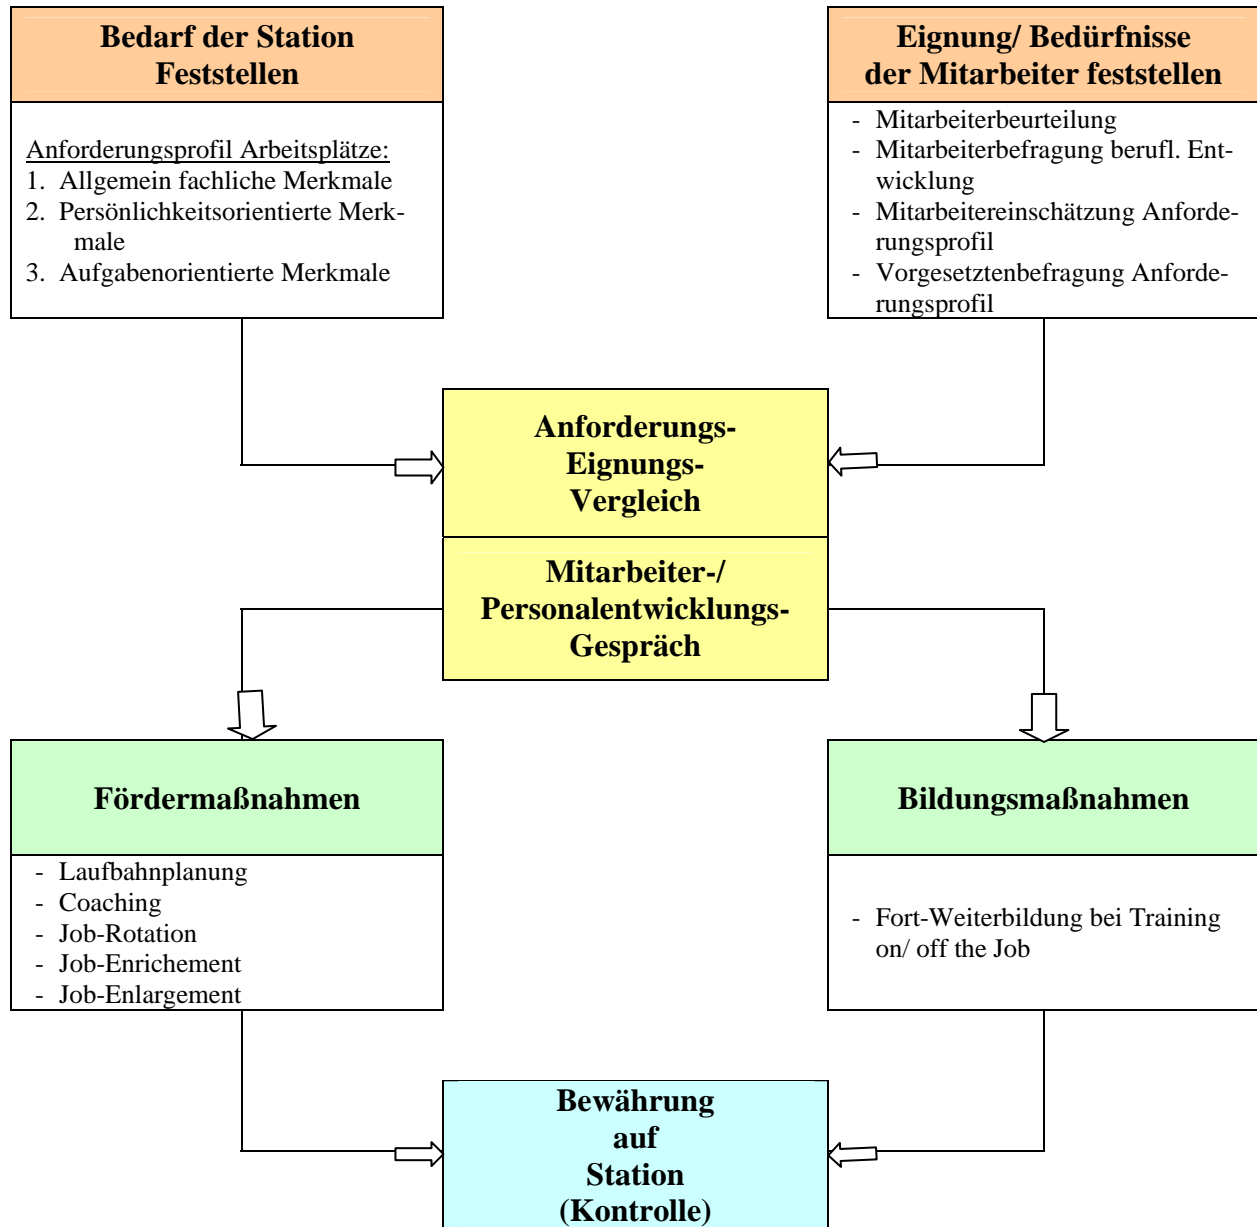 Bedarf der Station
Feststellen
Anforderungsprofil Arbeitsplätze:
1. Allgemein fachliche Merkmale
2. Persönlichkeitsorientierte Merk-
male
3. Aufgabenorientierte Merkmale
Eignung/ Bedürfnisse
der Mitarbeiter feststellen
- Mitarbeiterbeurteilung
- Mitarbeiterbefragung berufl. Ent-
wicklung
- Mitarbeitereinschätzung Anforde-
rungsprofil
- Vorgesetztenbefragung Anforde-
rungsprofil
Anforderungs-
Eignungs-
Vergleich
Mitarbeiter-/
Personalentwicklungs-
Gespräch
Fördermaßnahmen
- Laufbahnplanung
- Coaching
- Job-Rotation
- Job-Enrichement
- Job-Enlargement
Bildungsmaßnahmen
- Fort-Weiterbildung bei Training
on/ off the Job
Bewährung
auf
Station
(Kontrolle)